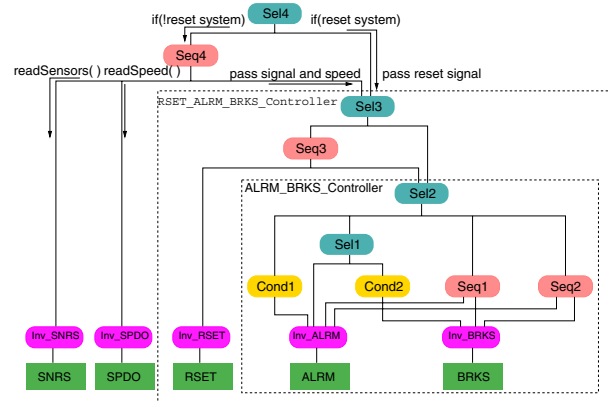 Sel4
if(!reset system)
if(reset system)
Seq4
readSensors( ) readSpeed( )
pass signal and speed
pass reset signal
RSET_ALRM_BRKS_Controller
Sel3
Seq3
ALRM_BRKS_Controller
Sel2
Sel1
Cond1
Cond2
Seq1
Seq2
Inv_SNRS
Inv_SPDO
Inv_RSET
Inv_ALRM
Inv_BRKS
SNRS
SPDO
RSET
ALRM
BRKS